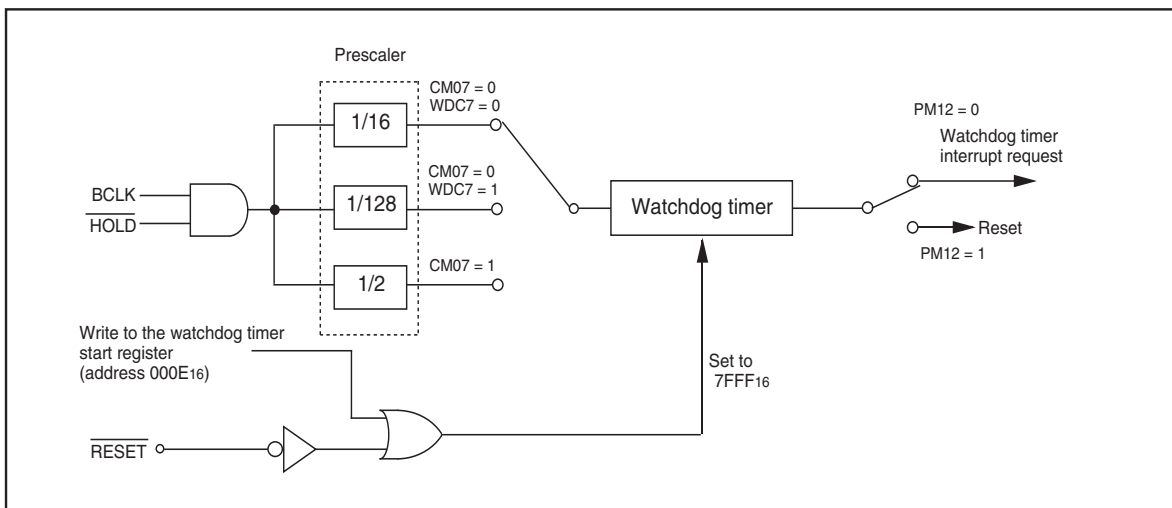 Prescaler
CM07 = 0
WDC7 = 0
1/16
PM12 = 0
Watchdog timer
interrupt request
CM07 = 0
WDC7 = 1
BCLK
HOLD
1/128
Watchdog timer
Reset
PM12 = 1
CM07 = 1
1/2
Write to the watchdog timer
start register
(address 000E16)
Set to
7FFF16
RESET